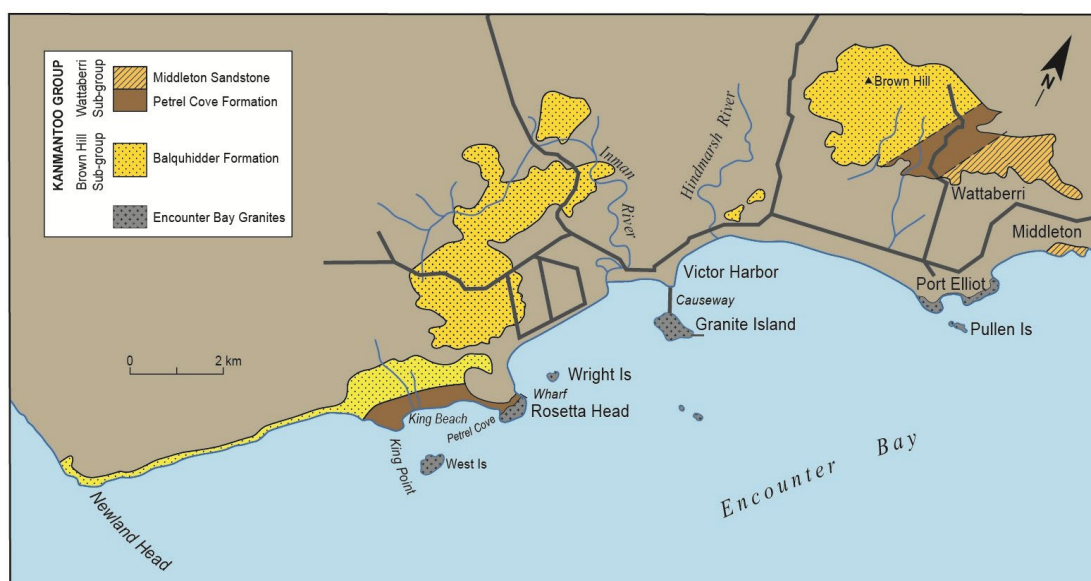 KANMANTOO GROUP
Wattaberri
Sub-group
Middleton Sandstone
Petrel Cove Formation
Brown Hill
Sub-group
Balquhidder Formation
Encounter Bay Granites
0 2 km
N
Brown Hill
Inman
River
Hindmarsh River
Wattaberri
Middleton
Victor Harbor
Port Elliot
Causeway
Granite Island
Pullen Is
Wright Is
Wharf
Rosetta Head
King Beach
Petrel Cove
King Point
West Is
Newland Head
Encounter Bay